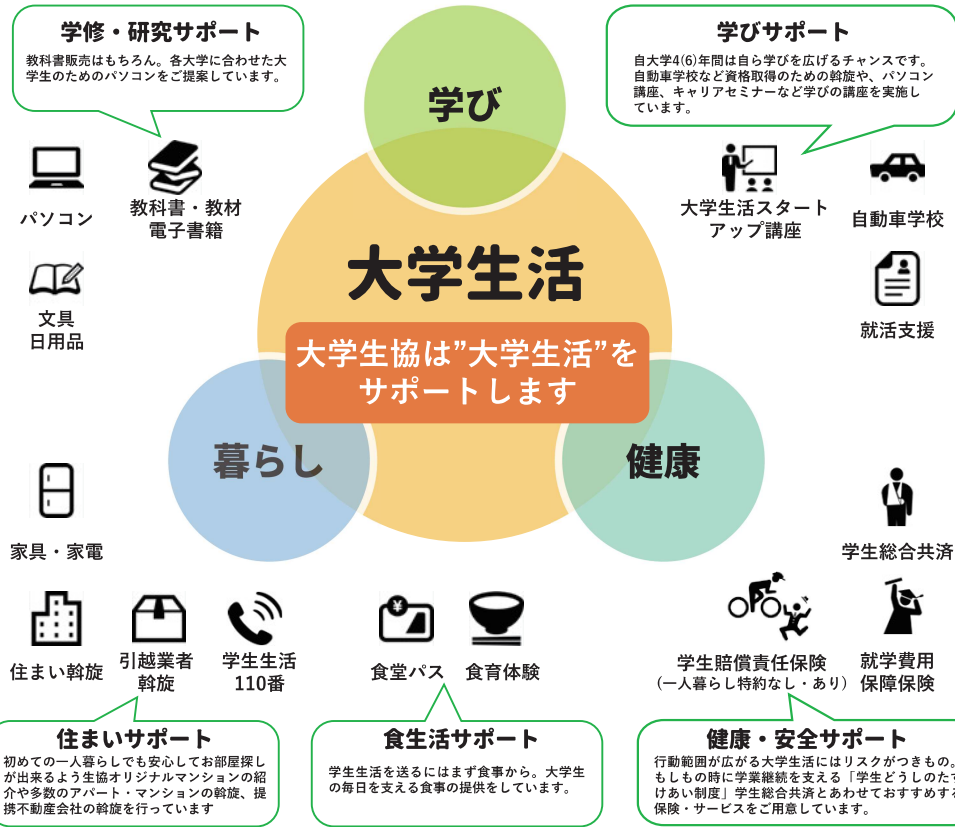 学修・研究サポート
教科書販売はもちろん。各大学に合わせた大
学生のためのパソコンをご提案しています。
学びサポート
自大学4(6)年間は自ら学びを広げるチャンスです。
自動車学校など資格取得のための斡旋や、パソコン
講座、キャリアセミナーなど学びの講座を実施し
ています。
学び
パソコン
教科書・教材
電子書籍
文具
日用品
大学生活スタート
アップ講座
自動車学校
就活支援
大学生活
大学生協は”大学生活”を
サポートします
暮らし
健康
家具・家電
学生総合共済
住まい斡旋
引越業者
斡旋
学生生活
110番
¥
食堂パス
食育体験
学生賠償責任保険
(一人暮らし特約なし・あり)
就学費用
保障保険
住まいサポート
初めての一人暮らしでも安心してお部屋探し
が出来るよう生協オリジナルマンションの紹
介や多数のアパート・マンションの斡旋、提
携不動産会社の斡旋を行っています
食生活サポート
学生生活を送るにはまず食事から。大学生
の毎日を支える食事の提供をしています。
健康・安全サポート
行動範囲が広がる大学生活にはリスクがつきもの。
もしもの時に学業継続を支える「学生どうしのたす
けあい制度」学生総合共済とあわせておすすめする
保険・サービスをご用意しています。